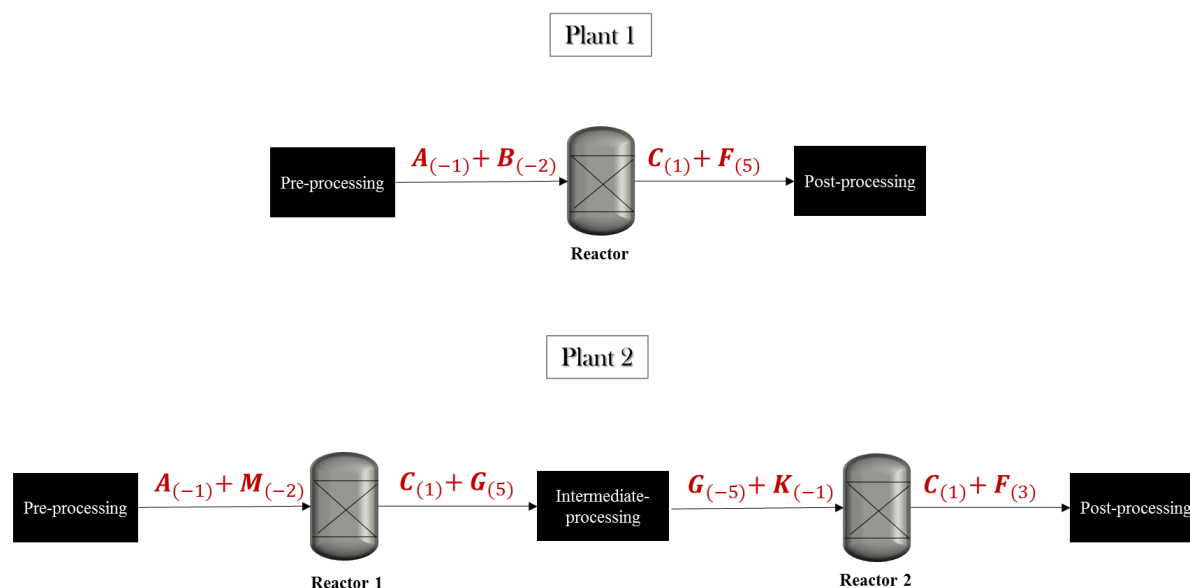 Plant 1
Pre-processing
A(−1) + B(−2)
C(1) + F(5)
Post-processing
Reactor
Plant 2
Pre-processing
A(−1) + M(−2)
C(1) + G(5)
Intermediate-
processing
G(−5) + K(−1)
C(1) + F(3)
Post-processing
Reactor 1
Reactor 2